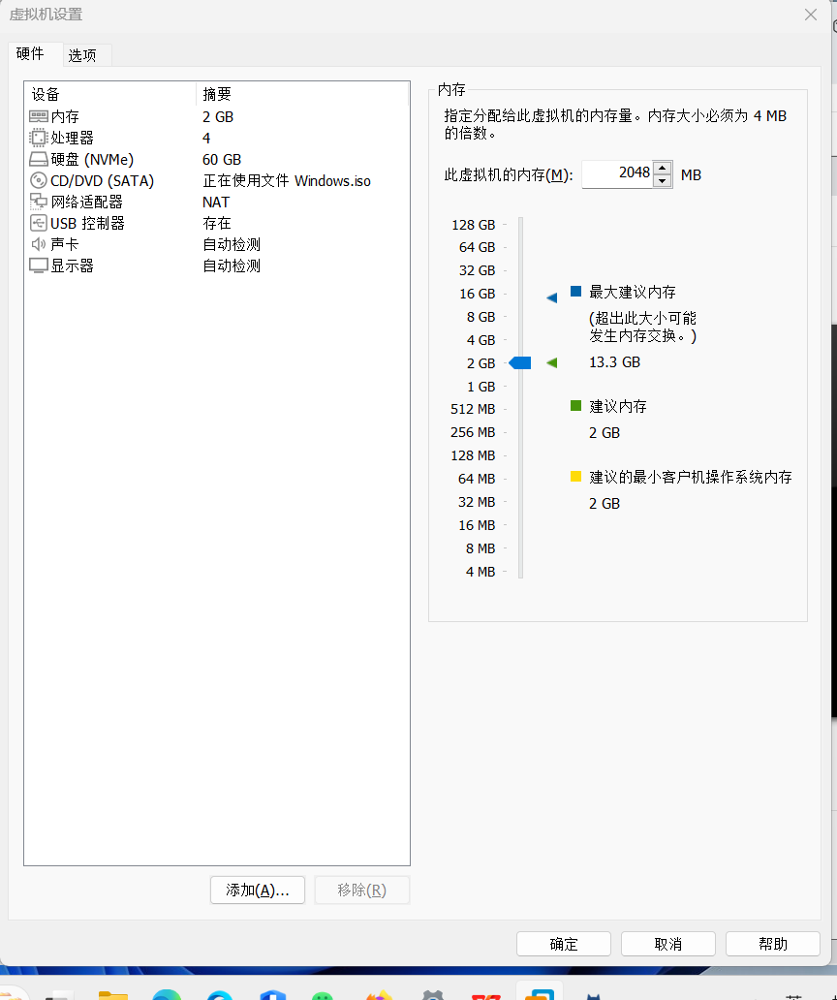 虚拟机设置
硬件
选项
设备 摘要
内存 2 GB
处理器 4
硬盘 (NVMe) 60 GB
CD/DVD (SATA) 正在使用文件 Windows.iso
网络适配器 NAT
USB 控制器 存在
声卡 自动检测
显示器 自动检测
添加(A)...
移除(R)
内存
指定分配给此虚拟机的内存量。内存大小必须为 4 MB
的倍数。
此虚拟机的内存(M): 2048 MB
128 GB
64 GB
32 GB
16 GB
8 GB
4 GB
2 GB
1 GB
512 MB
256 MB
128 MB
64 MB
32 MB
16 MB
8 MB
4 MB
最大建议内存
(超出此大小可能
发生内存交换。)
13.3 GB
建议内存
2 GB
建议的最小客户机操作系统内存
2 GB
确定
取消
帮助